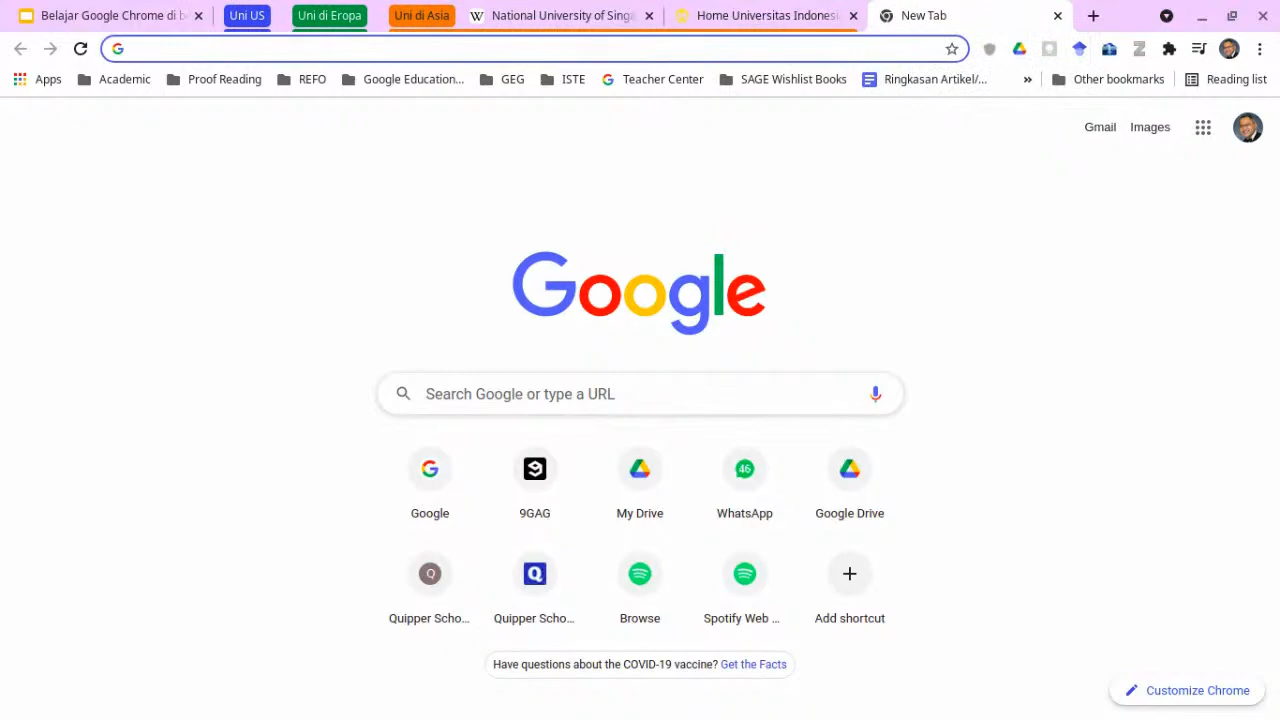 Belajar Google Chrome di b
Uni US
Uni di Eropa
Uni di Asia
W National University of Sing
Home Universitas Indonesi
New Tab
Apps
Academic
Proof Reading
REFO
Google Education...
GEG
ISTE
Teacher Center
SAGE Wishlist Books
Ringkasan Artikel/...
»
Other bookmarks
Reading list
Gmail
Images
Google
Search Google or type a URL
46
Google
9GAG
My Drive
WhatsApp
Google Drive
Q
Q
Quipper Scho...
Quipper Scho...
Browse
Spotify Web ...
Add shortcut
Have questions about the COVID-19 vaccine? Get the Facts
Customize Chrome